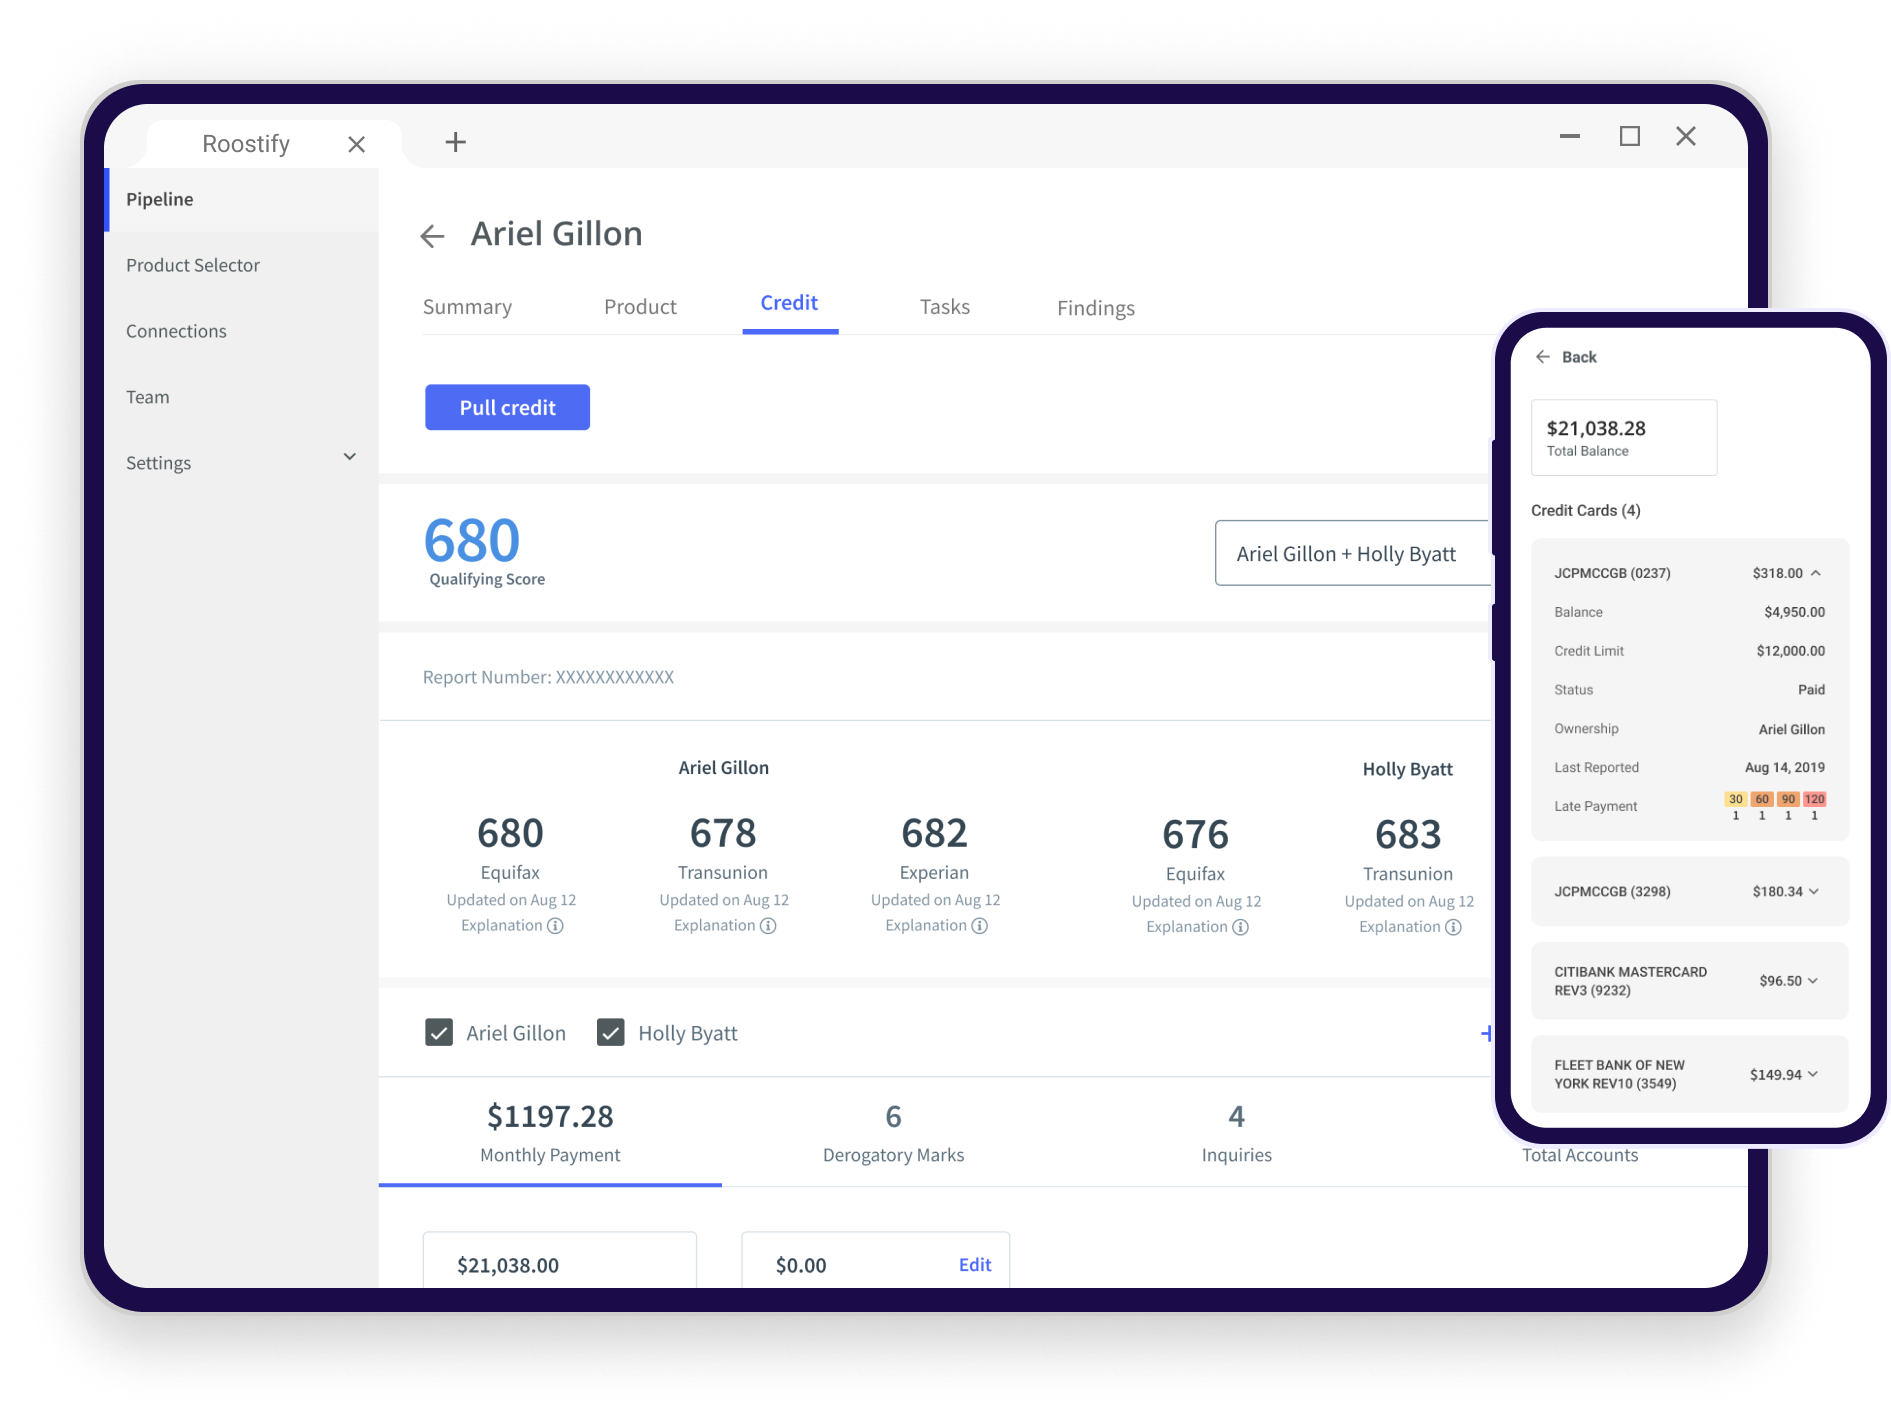 Roostify
Pipeline
Product Selector
Connections
Team
Settings
Ariel Gillon
Summary Product Credit Tasks Findings
Pull credit
680
Qualifying Score
Ariel Gillon + Holly Byatt
Report Number: XXXXXXXXXXXX
Ariel Gillon
680 678 682
Equifax Transunion Experian
Updated on Aug 12 Updated on Aug 12 Updated on Aug 12
Explanation Explanation Explanation
Holly Byatt
676 683
Equifax Transunion
Updated on Aug 12 Updated on Aug 12
Explanation Explanation
Ariel Gillon Holly Byatt
$1197.28 6 4
Monthly Payment Derogatory Marks Inquiries Total Accounts
$21,038.00 $0.00 Edit
Back
$21,038.28
Total Balance
Credit Cards (4)
JCPMCCGB (0237) $318.00
Balance $4,950.00
Credit Limit $12,000.00
Status Paid
Ownership Ariel Gillon
Last Reported Aug 14, 2019
Late Payment 30 60 90 120
1 1 1 1
JCPMCCGB (3298) $180.34
CITIBANK MASTERCARD
REV3 (9232) $96.50
FLEET BANK OF NEW
YORK REV10 (3549) $149.94